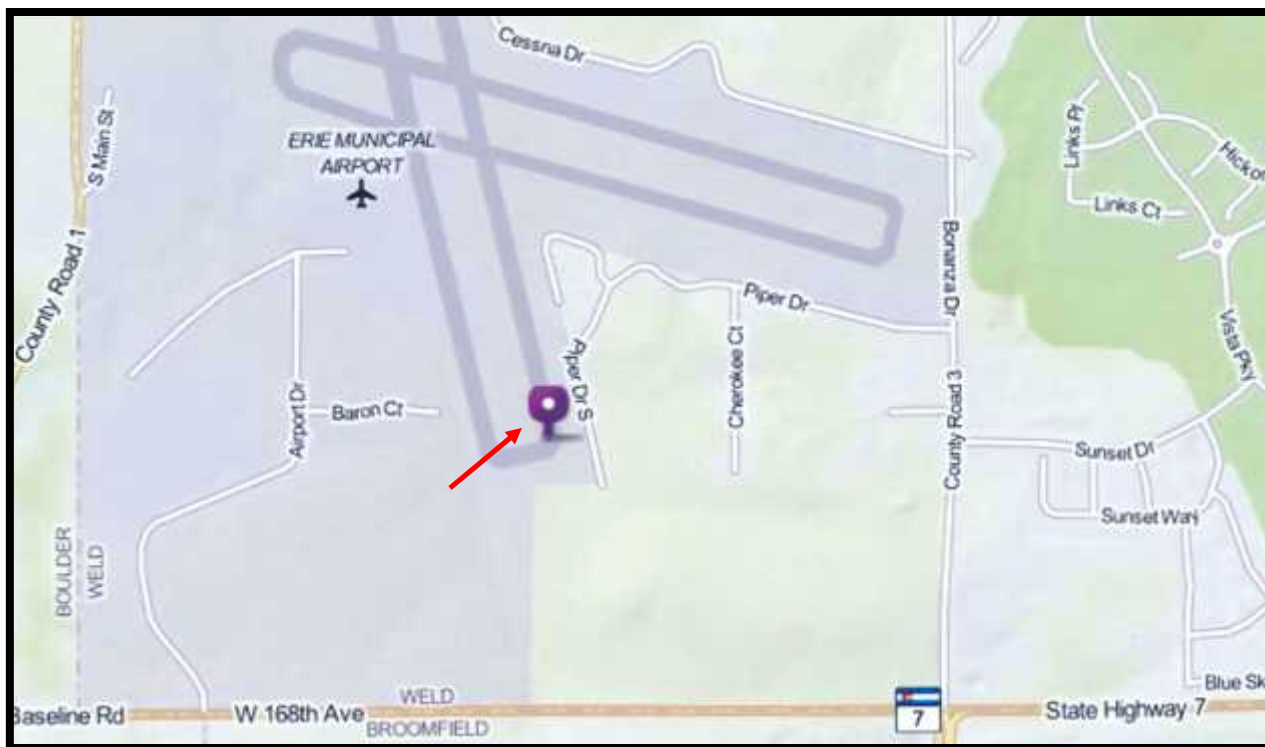 Cessna Dr
ERIE MUNICIPAL
AIRPORT
S Main St
County Road 1
Links Pl
Hickor
Links Ct
Bonanza Dr
Piper Dr
Vista Pky
Piper Dr S
Cherokee Ct
Airport Dr
Baron Ct
County Road 3
Sunset Dr
Sunset Way
BOULDER
WELD
Blue Sk
WELD
Baseline Rd
W 168th Ave
BROOMFIELD
7
State Highway 7